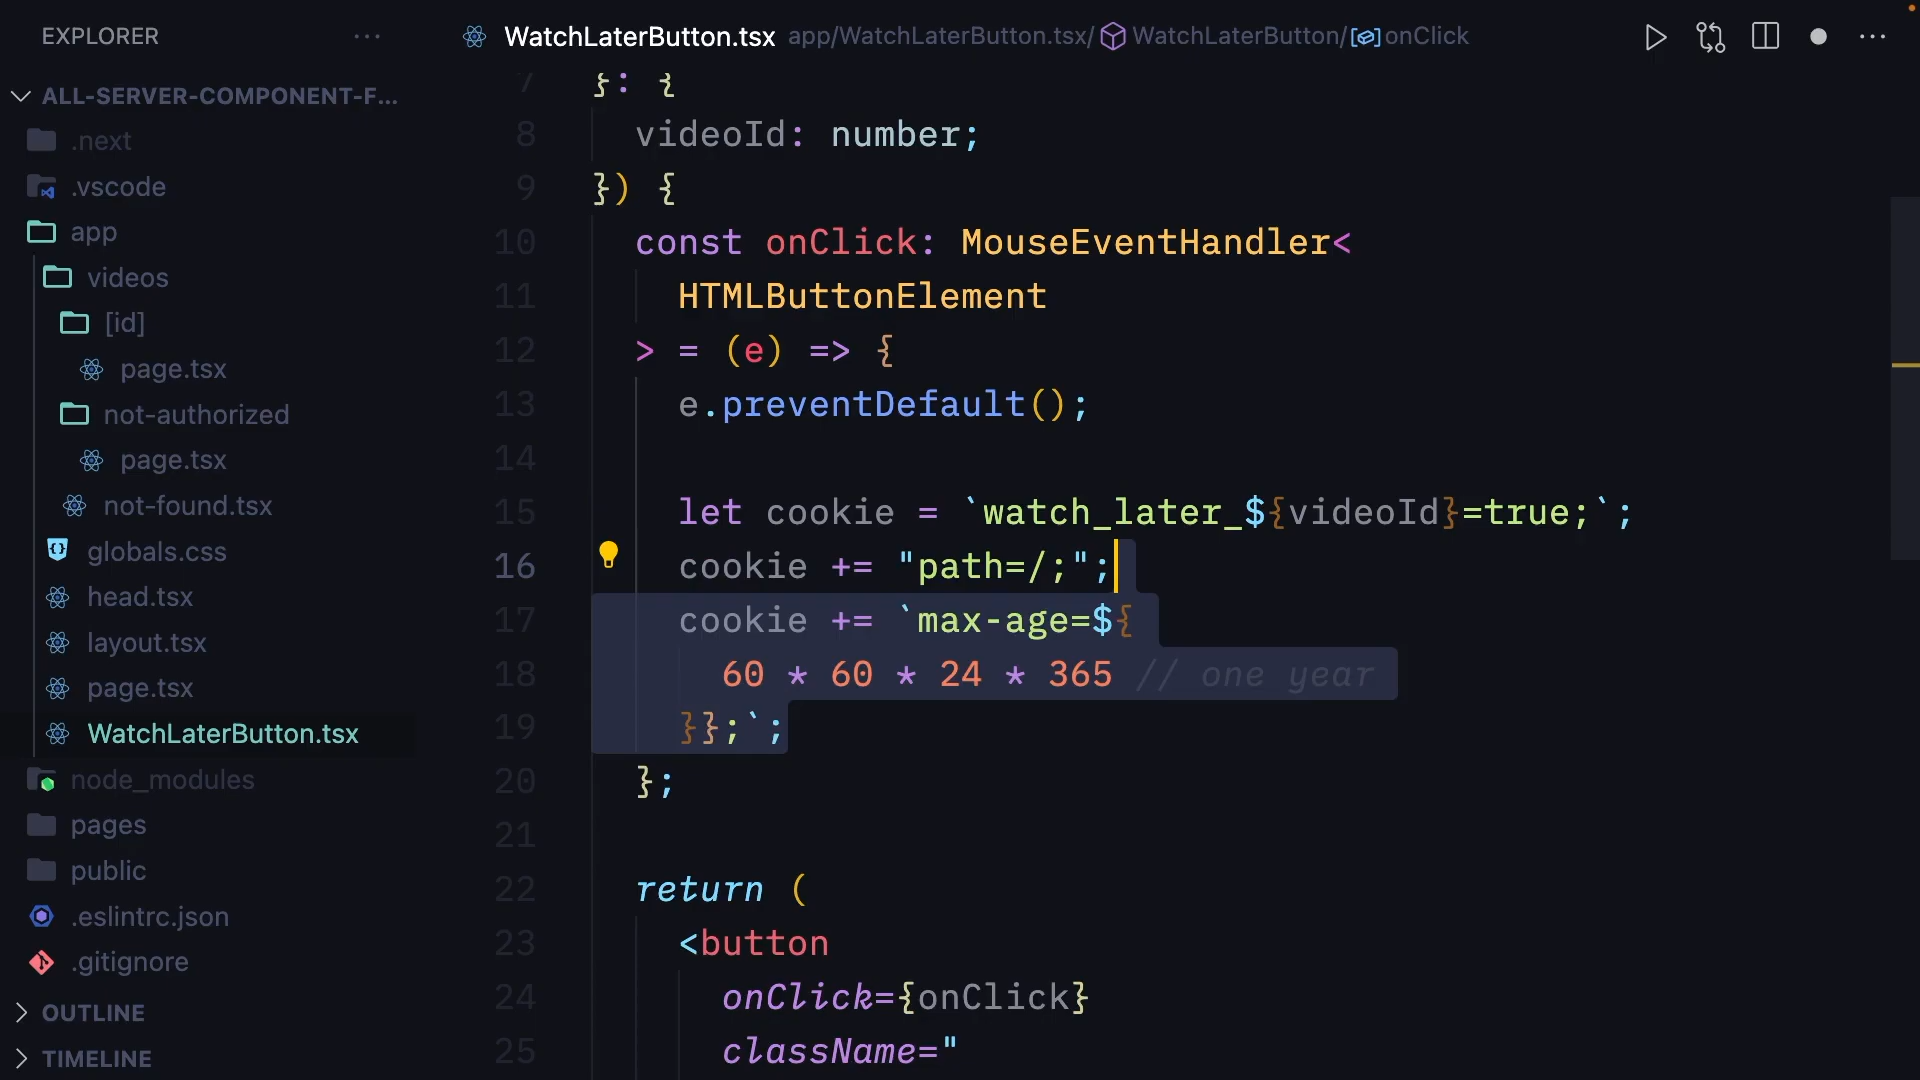 EXPLORER
ALL-SERVER-COMPONENT-F...
.next
.vscode
app
videos
[id]
page.tsx
not-authorized
page.tsx
not-found.tsx
globals.css
head.tsx
layout.tsx
page.tsx
WatchLaterButton.tsx
node_modules
pages
public
.eslintrc.json
.gitignore
OUTLINE
TIMELINE
WatchLaterButton.tsx app/WatchLaterButton.tsx/ WatchLaterButton/ onClick
7 }: {
8 videoId: number;
9 }) {
10 const onClick: MouseEventHandler<
11 HTMLButtonElement
12 > = (e) => {
13 e.preventDefault();
14
15 let cookie = `watch_later_${videoId}=true;`;
16 cookie += "path=/;";
17 cookie += `max-age=${
18 60 * 60 * 24 * 365 // one year
19 }};`;
20 };
21
22 return (
23 <button
24 onClick={onClick}
25 className="